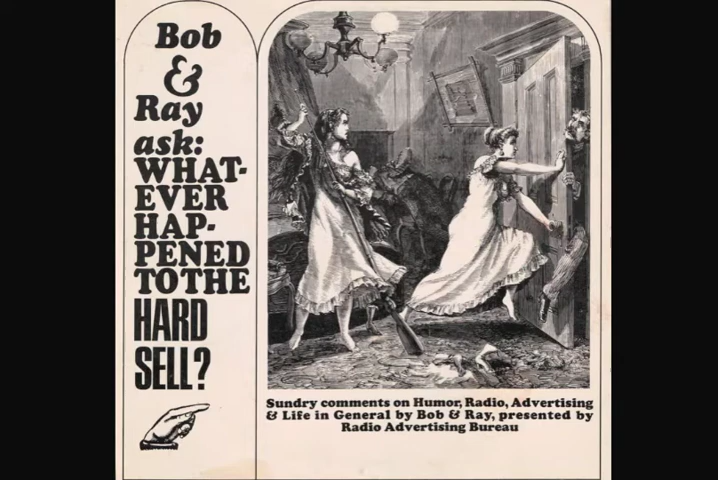 Bob
&
Ray
ask:
WHAT-
EVER
HAP-
PENED
TO THE
HARD
SELL?
Sundry comments on Humor, Radio, Advertising
& Life in General by Bob & Ray, presented by
Radio Advertising Bureau